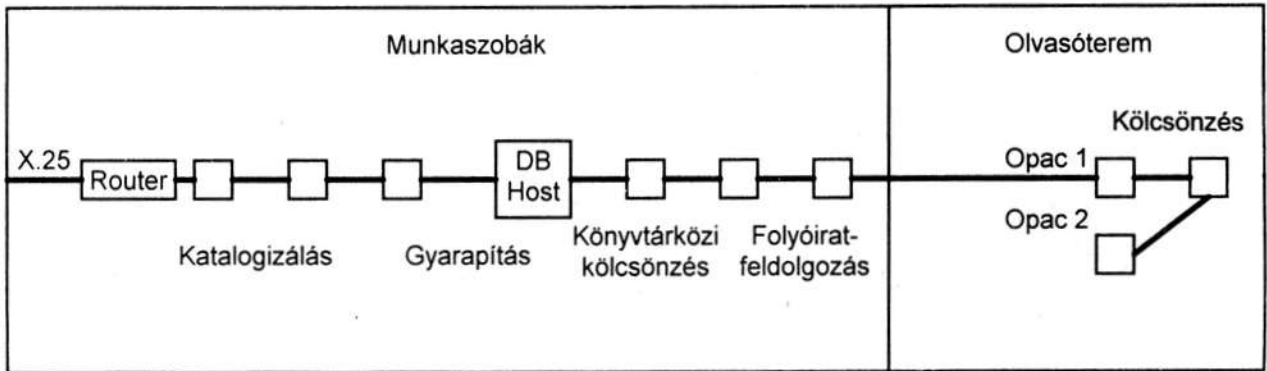 Munkaszobák
Olvasóterem
Kölcsönzés
X.25
Router
DB
Host
Opac 1
Opac 2
Katalogizálás
Gyarapítás
Könyvtárközi
kölcsönzés
Folyóirat-
feldolgozás